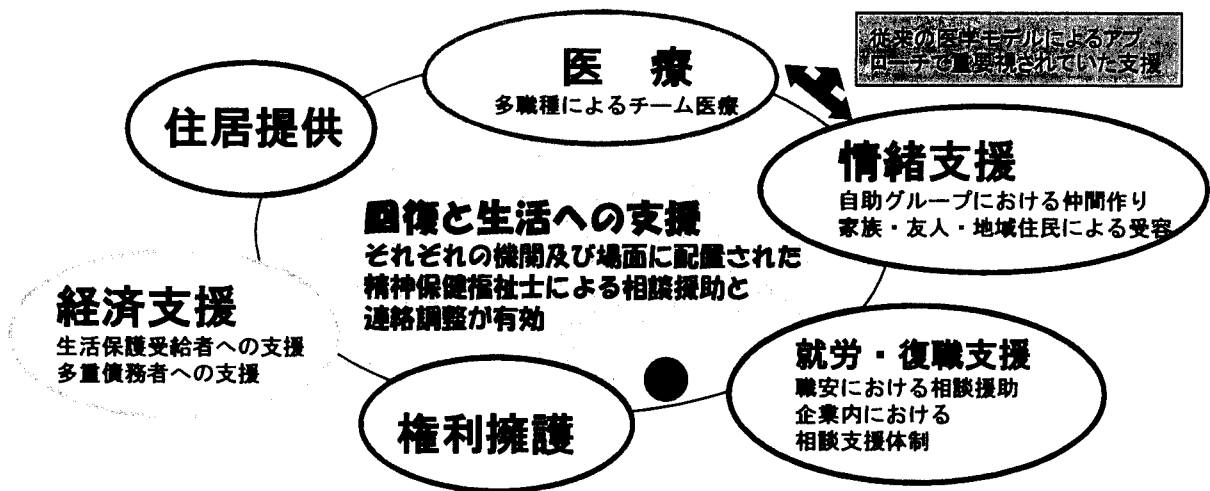 医 療
多職種によるチーム医療
従来の医学モデルによるアプ
ローチで重要視されていた支援
住居提供
情緒支援
自助グループにおける仲間作り
家族・友人・地域住民による受容
回復と生活への支援
それぞれの機関及び場面に配置された
精神保健福祉士による相談援助と
連絡調整が有効
経済支援
生活保護受給者への支援
多重債務者への支援
就労・復職支援
職安における相談援助
企業内における
相談支援体制
権利擁護